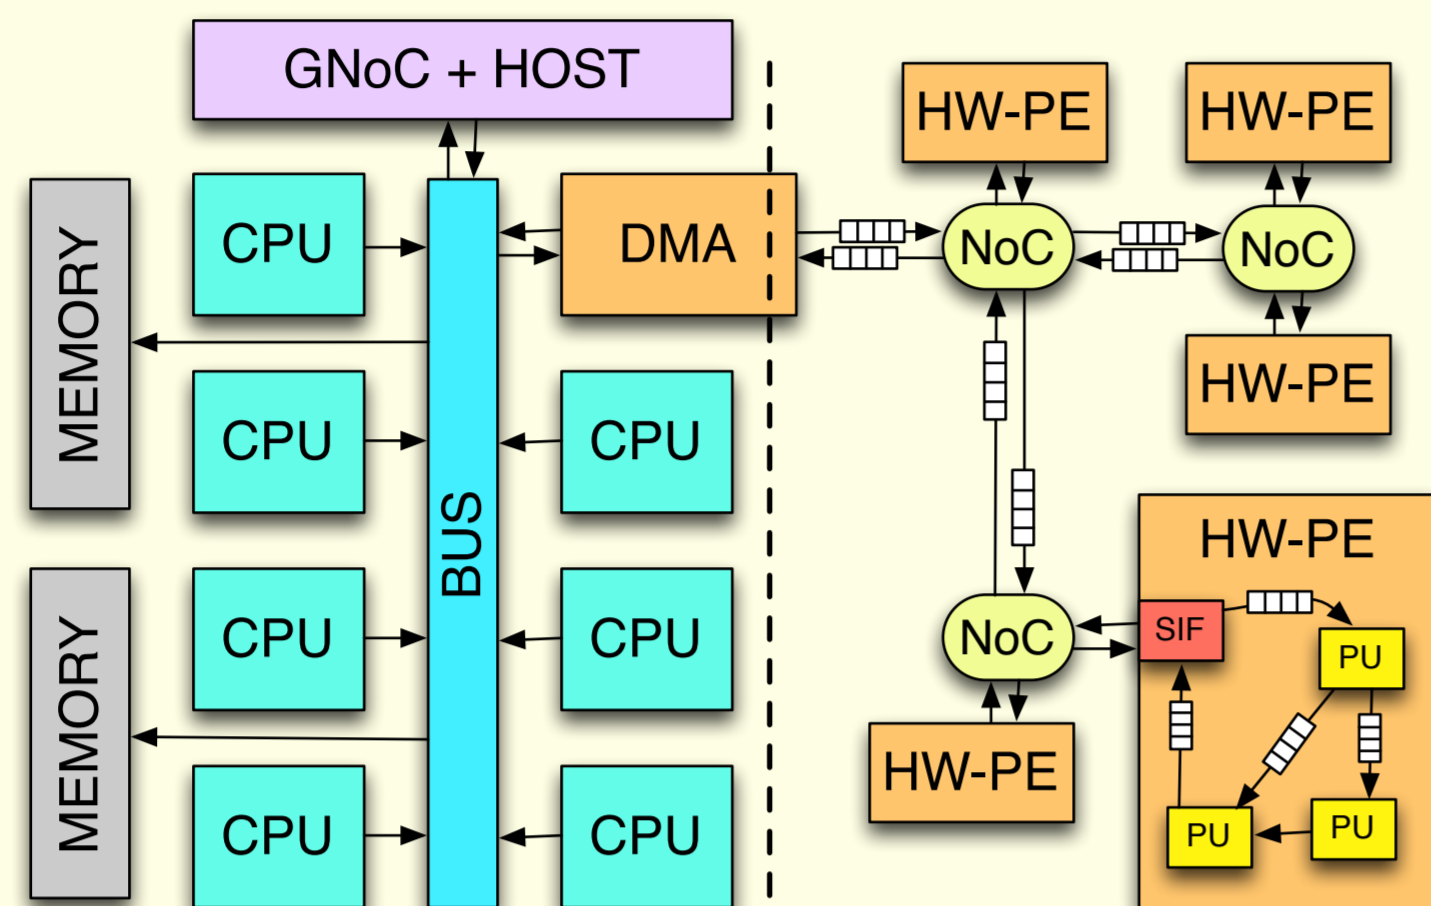 GNoC + HOST
HW-PE
HW-PE
MEMORY
CPU
BUS
DMA
NoC
NoC
HW-PE
CPU
CPU
HW-PE
MEMORY
CPU
CPU
NoC
SIF
PU
HW-PE
PU
PU
CPU
CPU